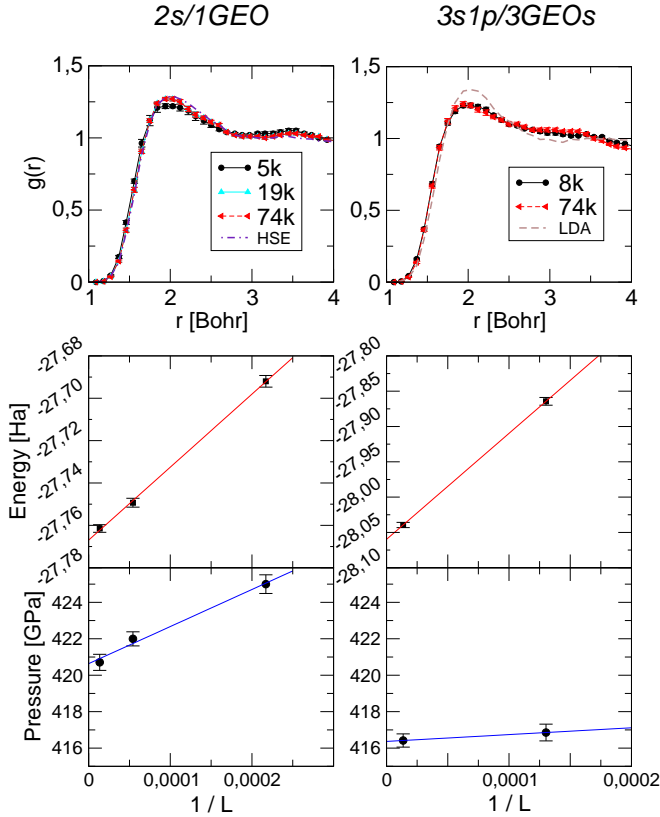 2s/1GEO
3s1p/3GEOs
1,5
1
0,5
0
g(r)
5k
19k
74k
HSE
1 2 3 4
r [Bohr]
1,5
1
0,5
0
8k
74k
LDA
1 2 3 4
r [Bohr]
Energy [Ha]
-27,68
-27,70
-27,72
-27,74
-27,76
-27,78
-27,80
-27,85
-27,90
-27,95
-28,00
-28,05
-28,10
Pressure [GPa]
424
422
420
418
416
0 0,0001 0,0002
1 / L
424
422
420
418
416
0 0,0001 0,0002
1 / L